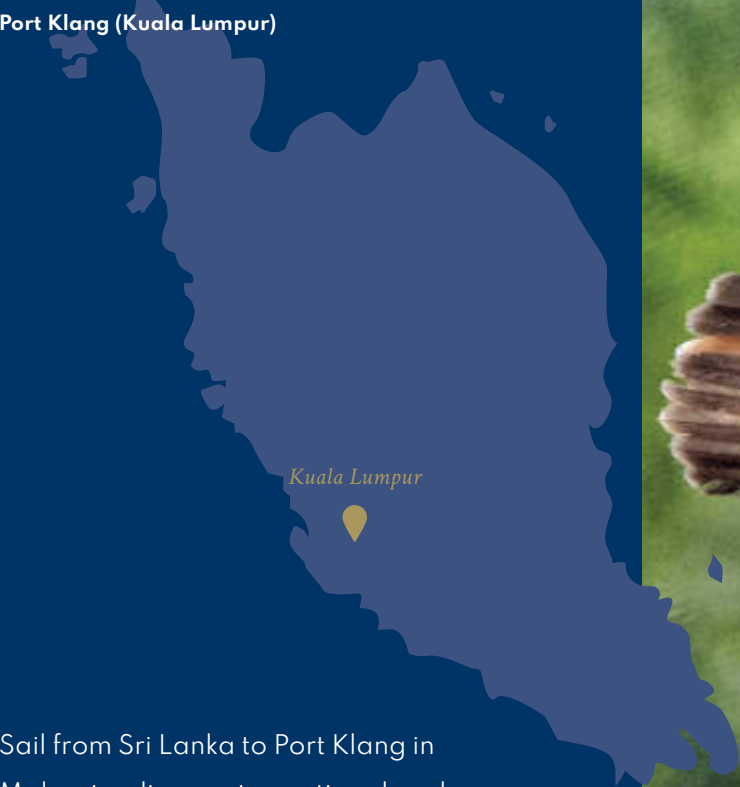 Port Klang (Kuala Lumpur)
Kuala Lumpur
Sail from Sri Lanka to Port Klang in